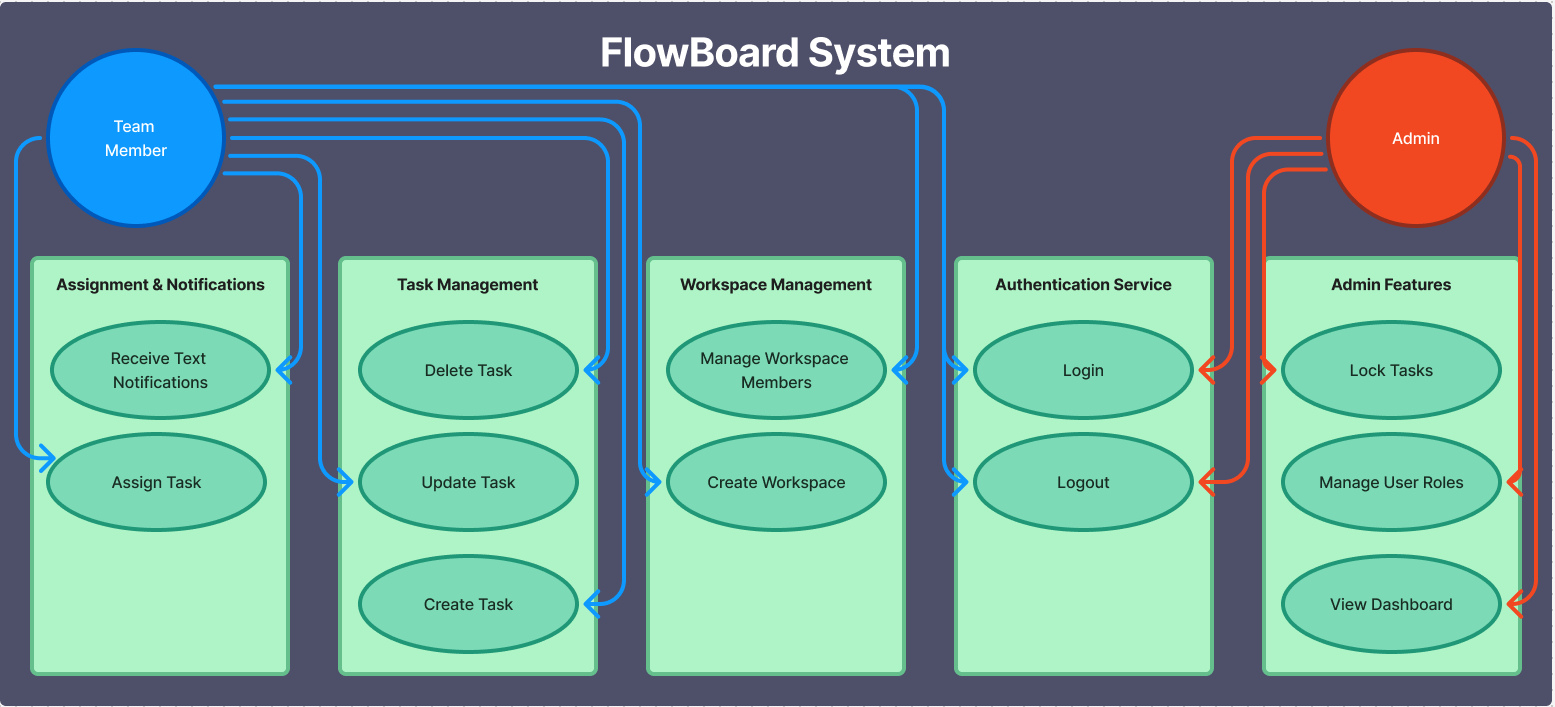 FlowBoard System
Team
Member
Admin
Assignment & Notifications
Receive Text
Notifications
Assign Task
Task Management
Delete Task
Update Task
Create Task
Workspace Management
Manage Workspace
Members
Create Workspace
Authentication Service
Login
Logout
Admin Features
Lock Tasks
Manage User Roles
View Dashboard